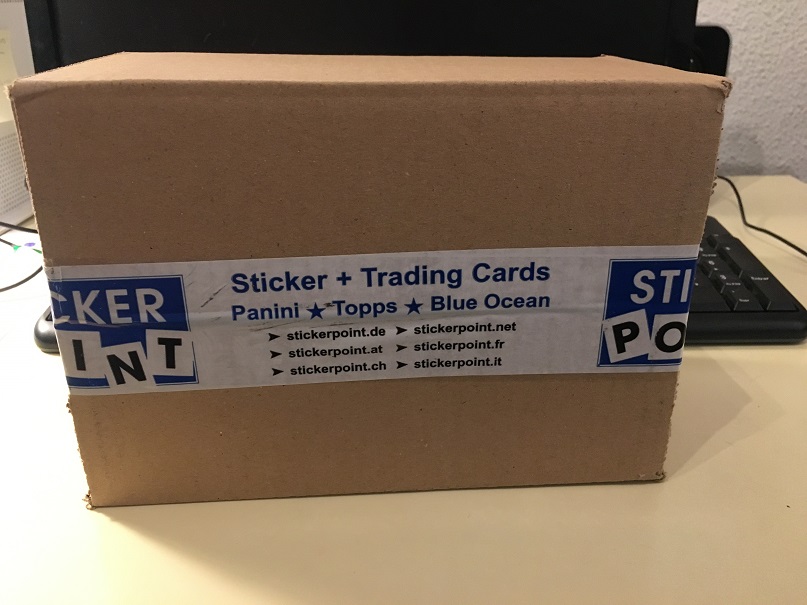 CKER
INT
Sticker + Trading Cards
Panini ★ Topps ★ Blue Ocean
➤ stickerpoint.de ➤ stickerpoint.net
➤ stickerpoint.at ➤ stickerpoint.fr
➤ stickerpoint.ch ➤ stickerpoint.it
STI
PO